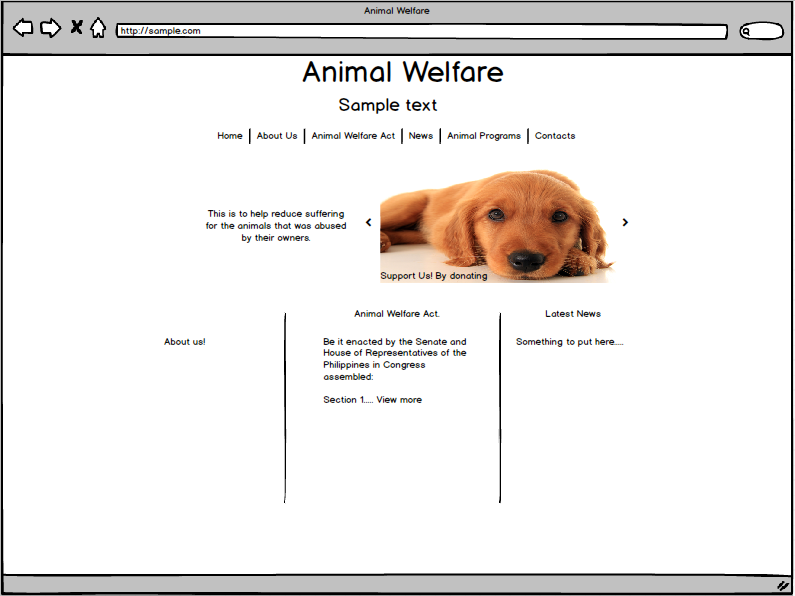 Animal Welfare
http://sample.com
Animal Welfare
Sample text
Home | About Us | Animal Welfare Act | News | Animal Programs | Contacts
This is to help reduce suffering
for the animals that was abused
by their owners.
Support Us! By donating
About us!
Animal Welfare Act.
Be it enacted by the Senate and
House of Representatives of the
Philippines in Congress
assembled:
Section 1..... View more
Latest News
Something to put here.....